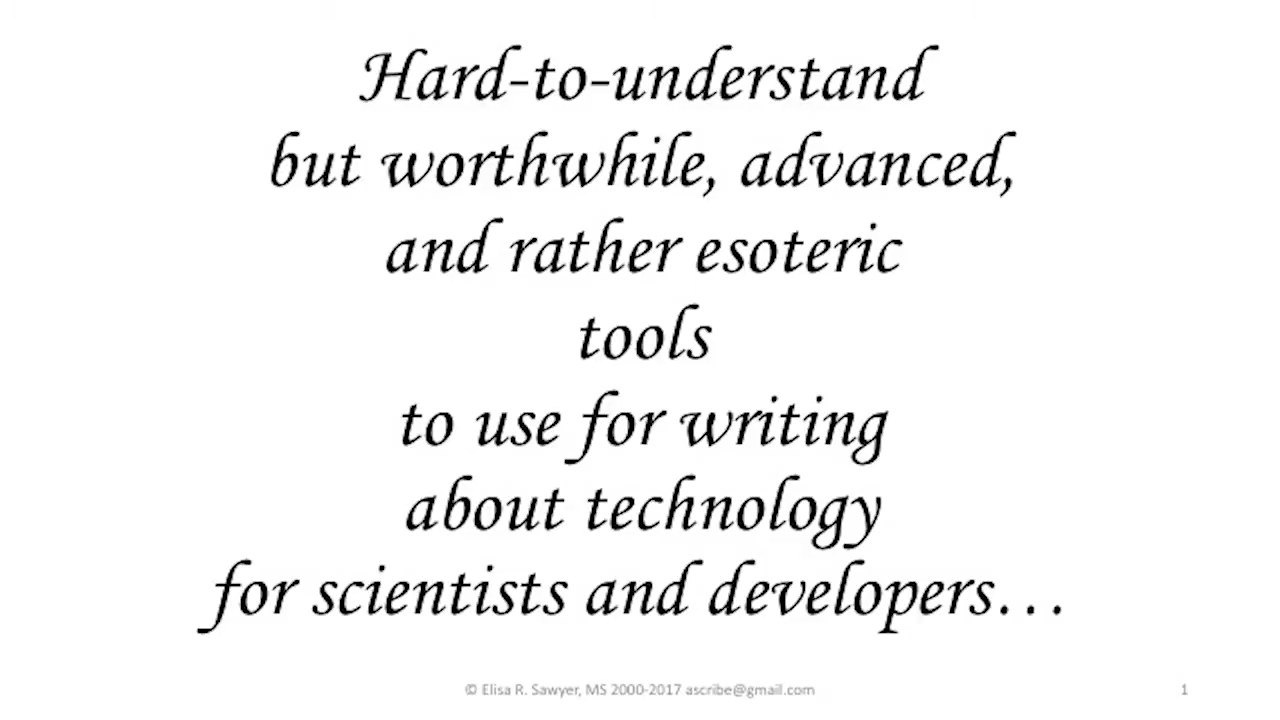 Hard-to-understand
but worthwhile, advanced,
and rather esoteric
tools
to use for writing
about technology
for scientists and developers…
© Elisa R. Sawyer, MS 2000-2017 ascribe@gmail.com
1